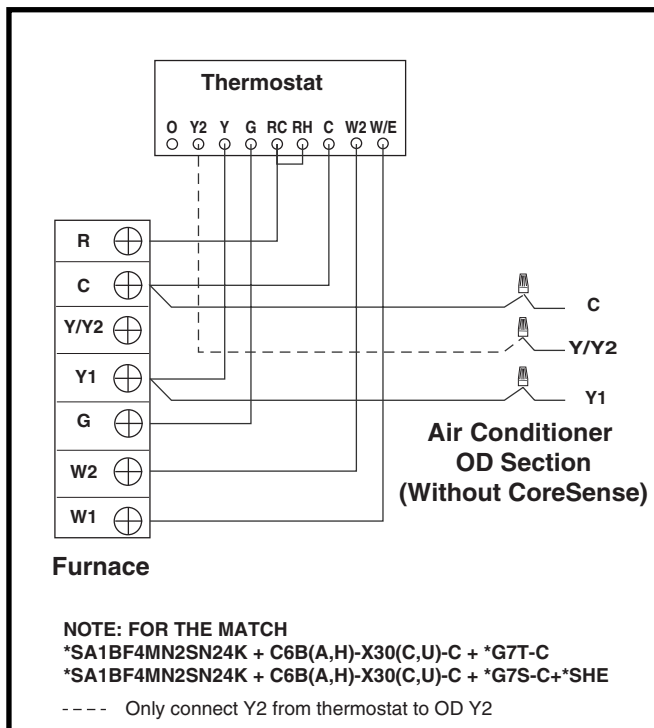 Thermostat
O Y2 Y G RC RH C W2 W/E
R
C
Y/Y2
Y1
G
W2
W1
Furnace
C
Y/Y2
Y1
Air Conditioner
OD Section
(Without CoreSense)
NOTE: FOR THE MATCH
*SA1BF4MN2SN24K + C6B(A,H)-X30(C,U)-C + *G7T-C
*SA1BF4MN2SN24K + C6B(A,H)-X30(C,U)-C + *G7S-C+*SHE
---- Only connect Y2 from thermostat to OD Y2